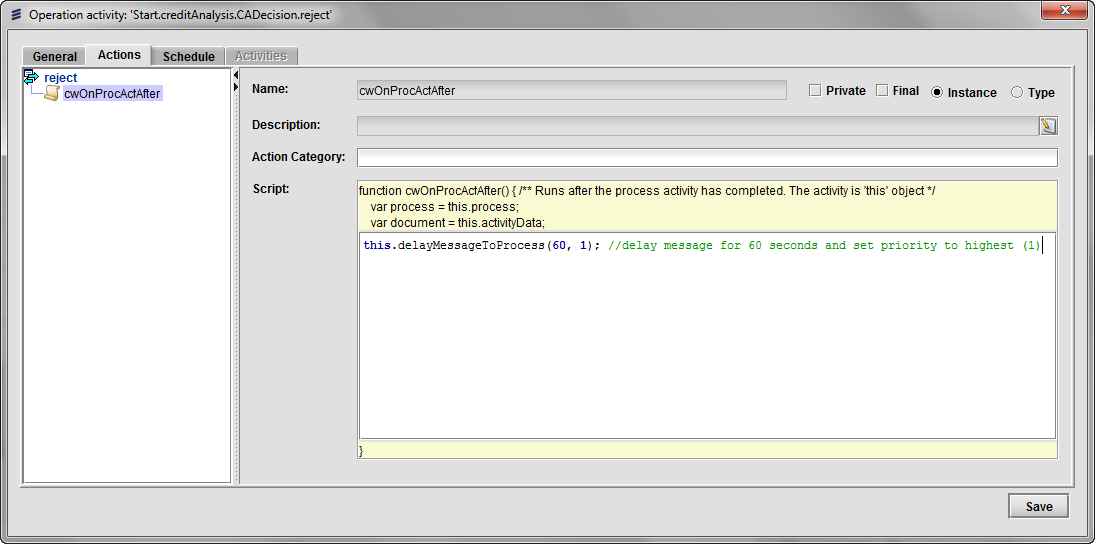 Operation activity: 'Start.creditAnalysis.CADecision.reject'
General Actions Schedule Activities
reject
cwOnProcActAfter
Name: cwOnProcActAfter Private Final Instance Type
Description:
Action Category:
Script: function cwOnProcActAfter() { /** Runs after the process activity has completed. The activity is 'this' object */
var process = this.process;
var document = this.activityData;
this.delayMessageToProcess(60, 1); //delay message for 60 seconds and set priority to highest (1)
}
Save